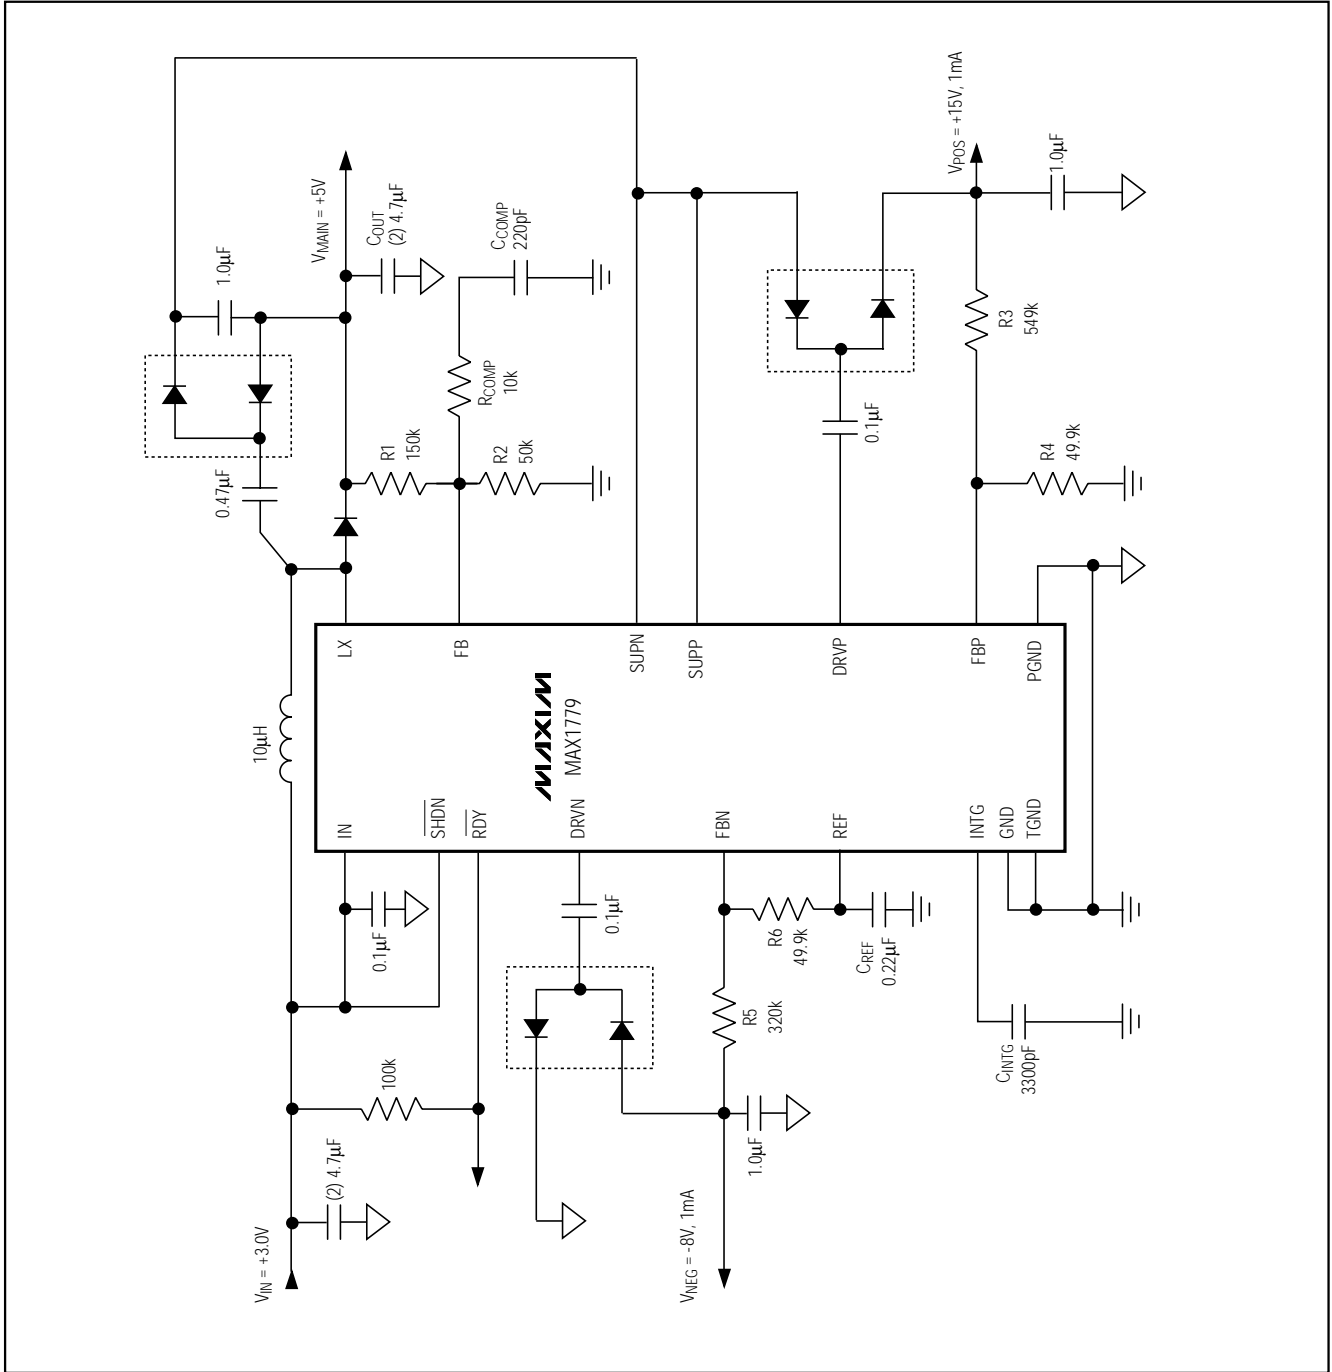 VIN = +3.0V
(2) 4.7µF
100k
0.1µF
10µH
0.47µF
1.0µF
VMAIN = +5V
COUT
(2) 4.7µF
R1
150k
RCOMP
10k
CCOMP
220pF
R2
50k
IN
SHDN
RDY
DRVN
FBN
REF
INTG
GND
TGND
LX
FB
SUPN
SUPP
DRVP
FBP
PGND
MAXIM
MAX1779
0.1µF
VNEG = -8V, 1mA
1.0µF
R5
320k
R6
49.9k
CREF
0.22µF
CINTG
3300pF
0.1µF
VPOS = +15V, 1mA
1.0µF
R3
549k
R4
49.9k